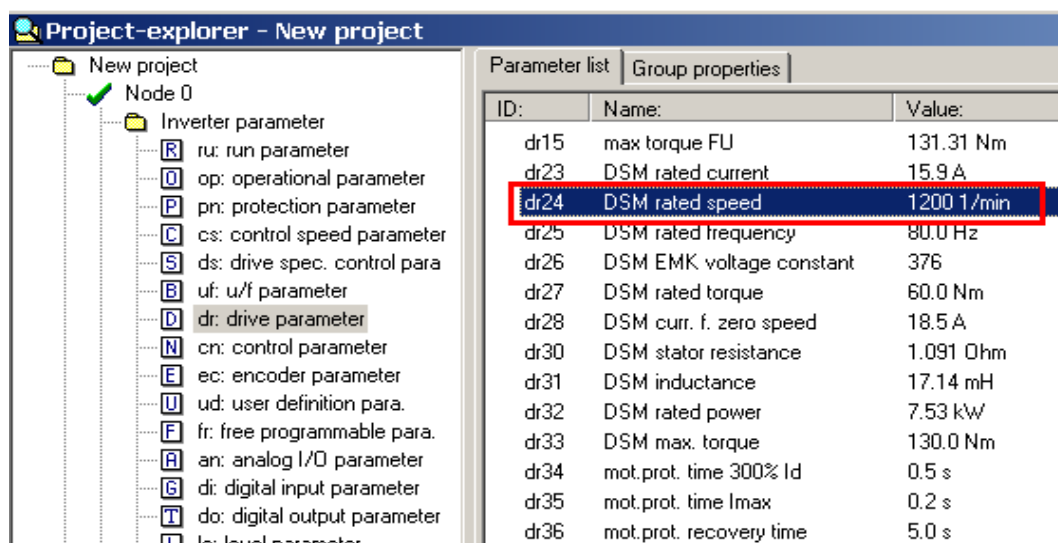 Project-explorer - New project
New project
Node 0
Inverter parameter
R ru: run parameter
O op: operational parameter
P pn: protection parameter
C cs: control speed parameter
S ds: drive spec. control para
B uf: u/f parameter
D dr: drive parameter
N cn: control parameter
E ec: encoder parameter
U ud: user definition para.
F fr: free programmable para.
A an: analog I/O parameter
G di: digital input parameter
T do: digital output parameter
Parameter list Group properties
ID: Name: Value:
dr15 max torque FU 131.31 Nm
dr23 DSM rated current 15.9 A
dr24 DSM rated speed 1200 1/min
dr25 DSM rated frequency 80.0 Hz
dr26 DSM EMK voltage constant 376
dr27 DSM rated torque 60.0 Nm
dr28 DSM curr. f. zero speed 18.5 A
dr30 DSM stator resistance 1.091 Ohm
dr31 DSM inductance 17.14 mH
dr32 DSM rated power 7.53 kW
dr33 DSM max. torque 130.0 Nm
dr34 mot.prot. time 300% Id 0.5 s
dr35 mot.prot. time Imax 0.2 s
dr36 mot.prot. recovery time 5.0 s